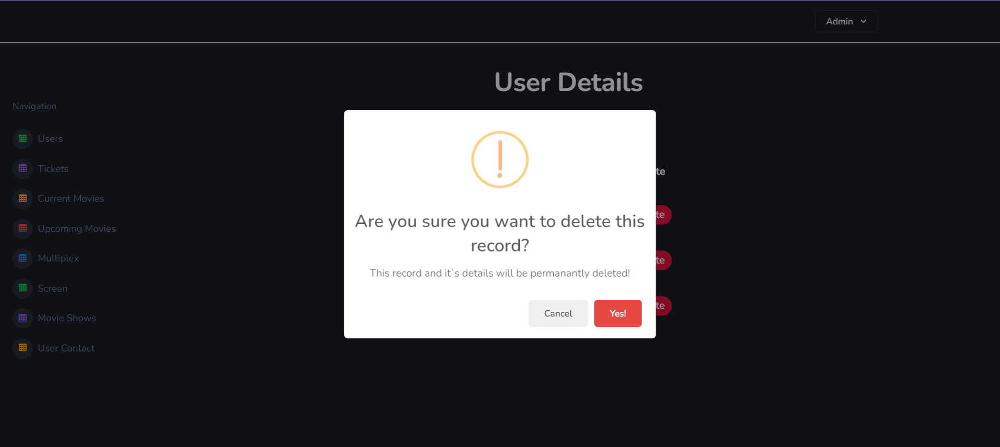 Admin
User Details
Navigation
Users
Tickets
Current Movies
Upcoming Movies
Multiplex
Screen
Movie Shows
User Contact
Are you sure you want to delete this
record?
This record and it`s details will be permanantly deleted!
Cancel
Yes!
te
te
te
te